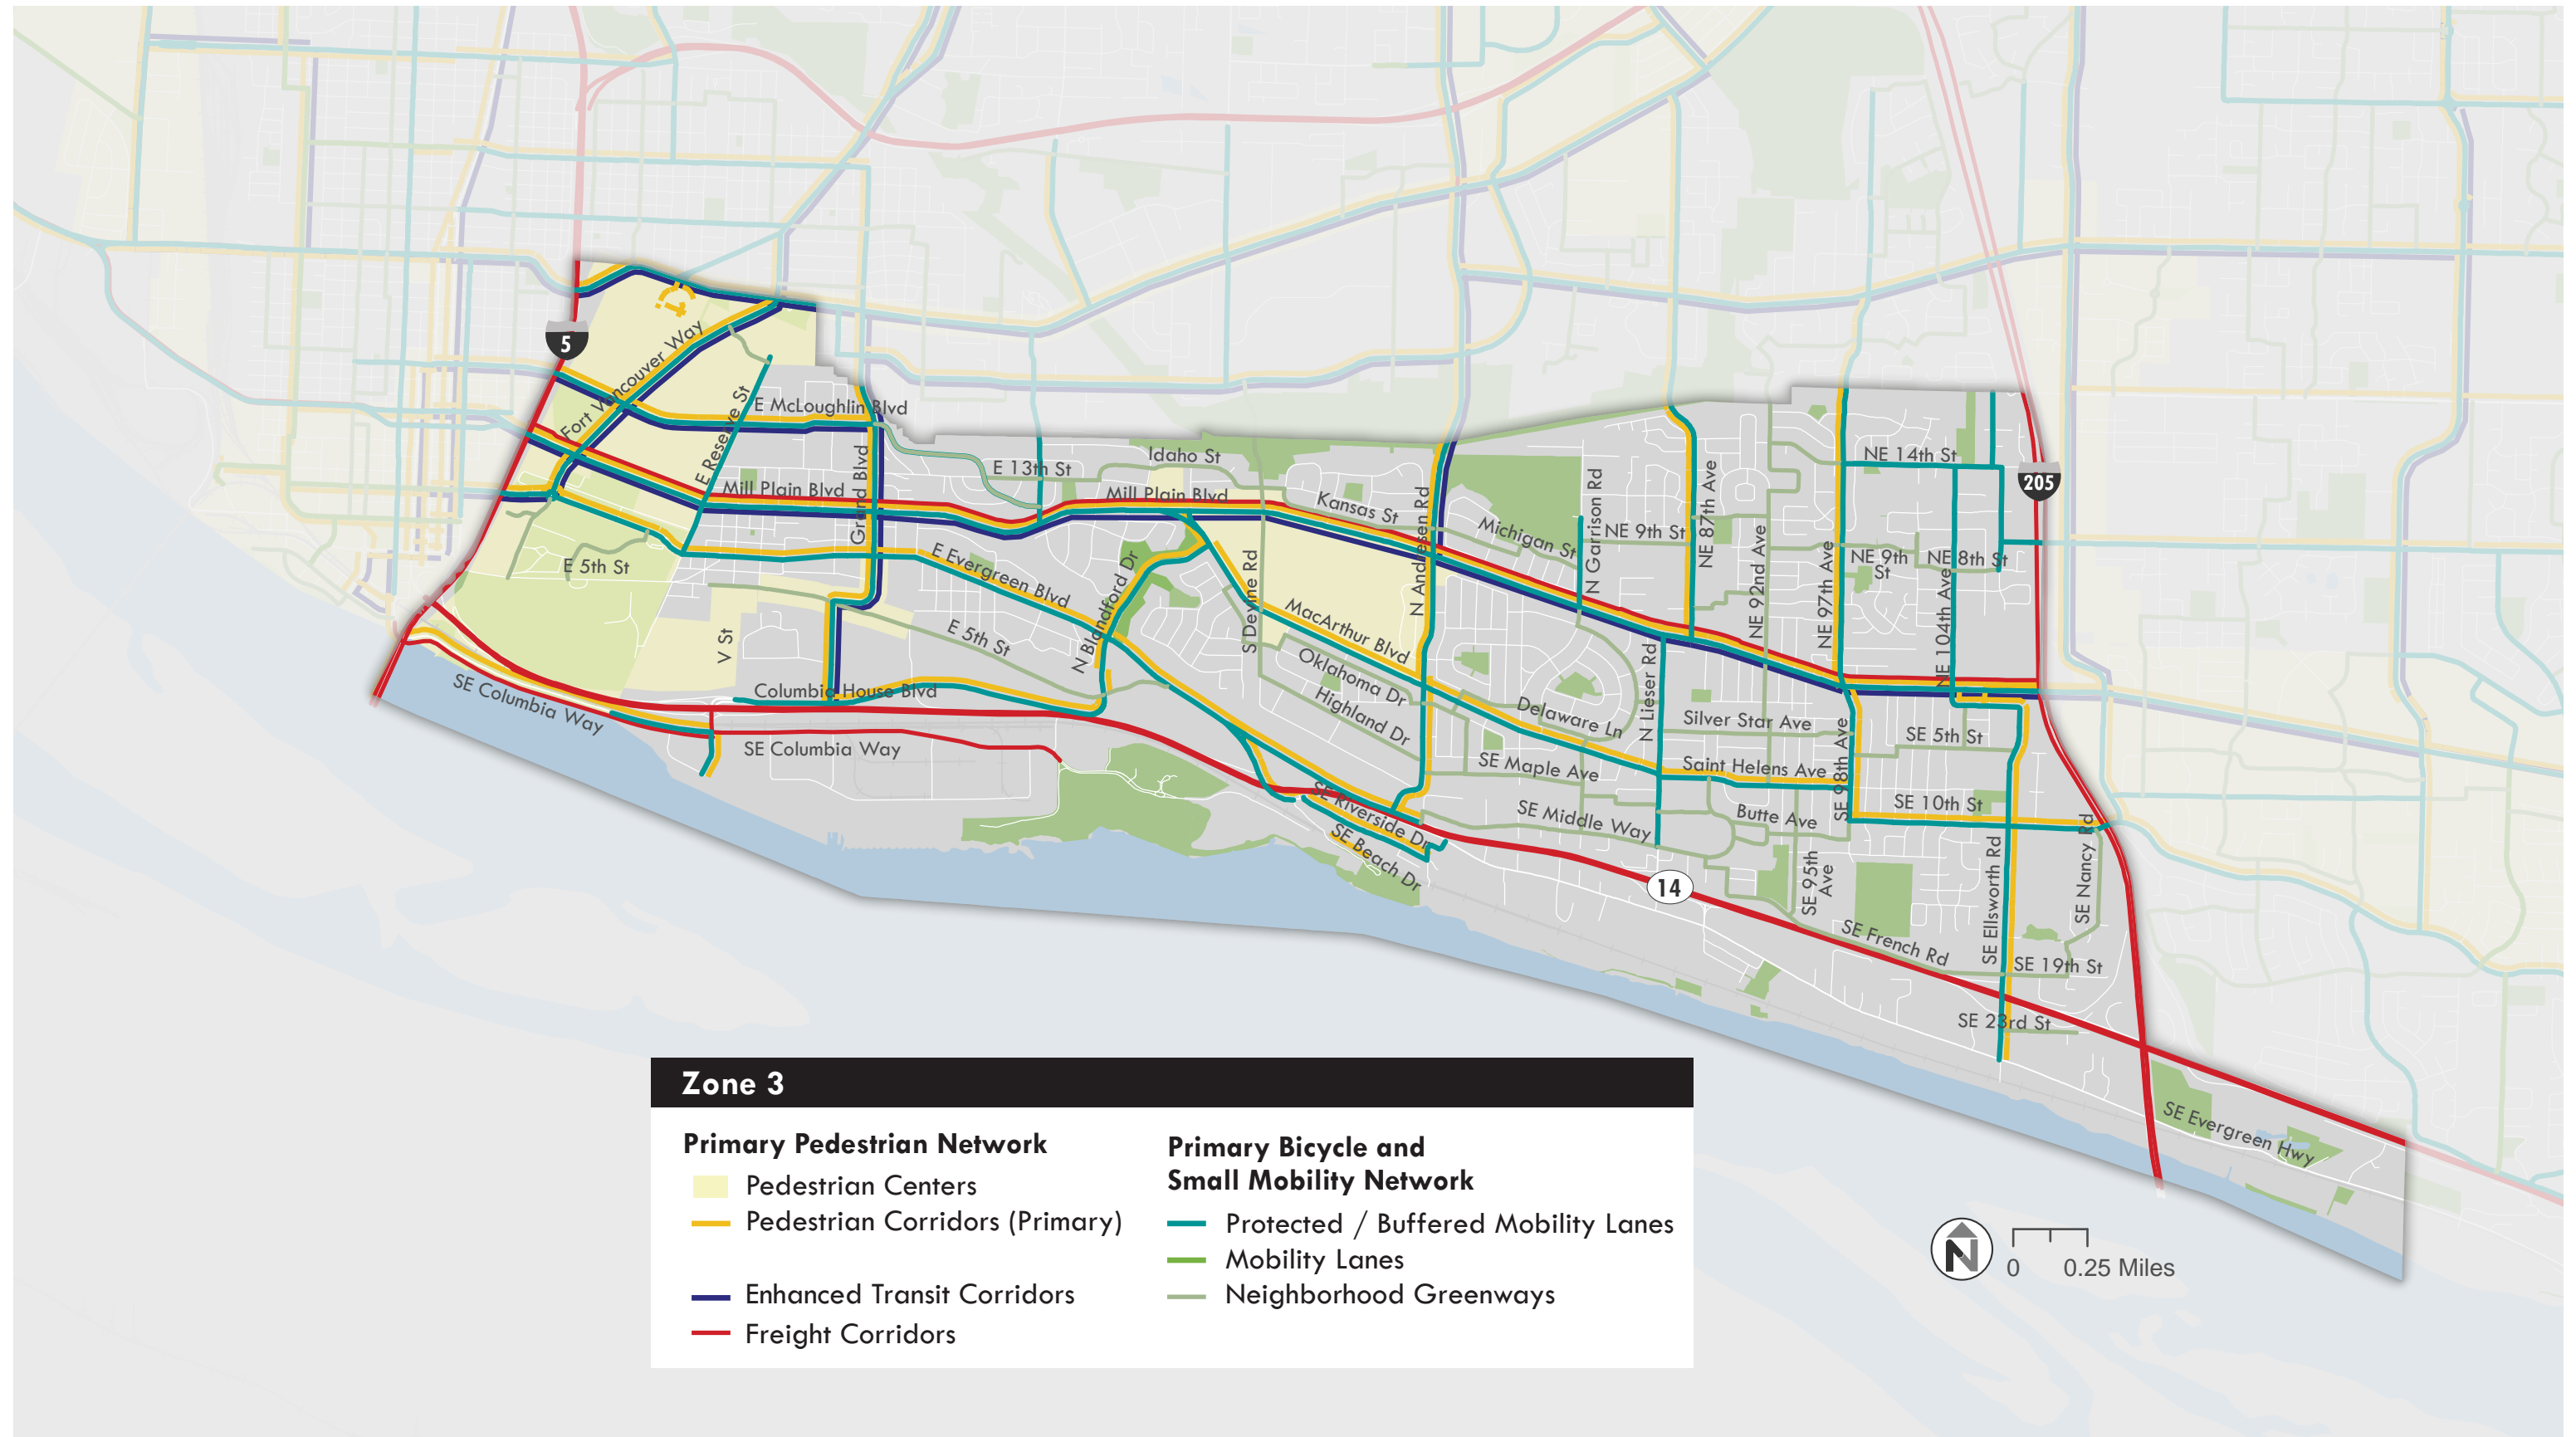 5
Fort Vancouver Way
E Reserve St
E McLoughlin Blvd
Grand Blvd
Mill Plain Blvd
E 13th St
Idaho St
Mill Plain Blvd
Kansas St
N Andresen Rd
Michigan St
N Garrison Rd
NE 9th St
NE 87th Ave
NE 92nd Ave
NE 97th Ave
NE 14th St
NE 9th
St
NE 8th St
NE 104th Ave
205
E 5th St
V St
E Evergreen Blvd
E 5th St
N Blandford Dr
S Devine Rd
MacArthur Blvd
Oklahoma Dr
Highland Dr
Delaware Ln
N Lieser Rd
Silver Star Ave
SE 5th St
SE 98th Ave
Saint Helens Ave
SE Maple Ave
SE Middle Way
Butte Ave
SE 10th St
Columbia House Blvd
SE Columbia Way
SE Columbia Way
SE Riverside Dr
SE Beach Dr
14
SE 95th
Ave
SE French Rd
SE Ellsworth Rd
SE Nancy Rd
SE 19th St
SE 23rd St
SE Evergreen Hwy
Zone 3
Primary Pedestrian Network
Pedestrian Centers
Pedestrian Corridors (Primary)
Enhanced Transit Corridors
Freight Corridors
Primary Bicycle and
Small Mobility Network
Protected / Buffered Mobility Lanes
Mobility Lanes
Neighborhood Greenways
N
0 0.25 Miles